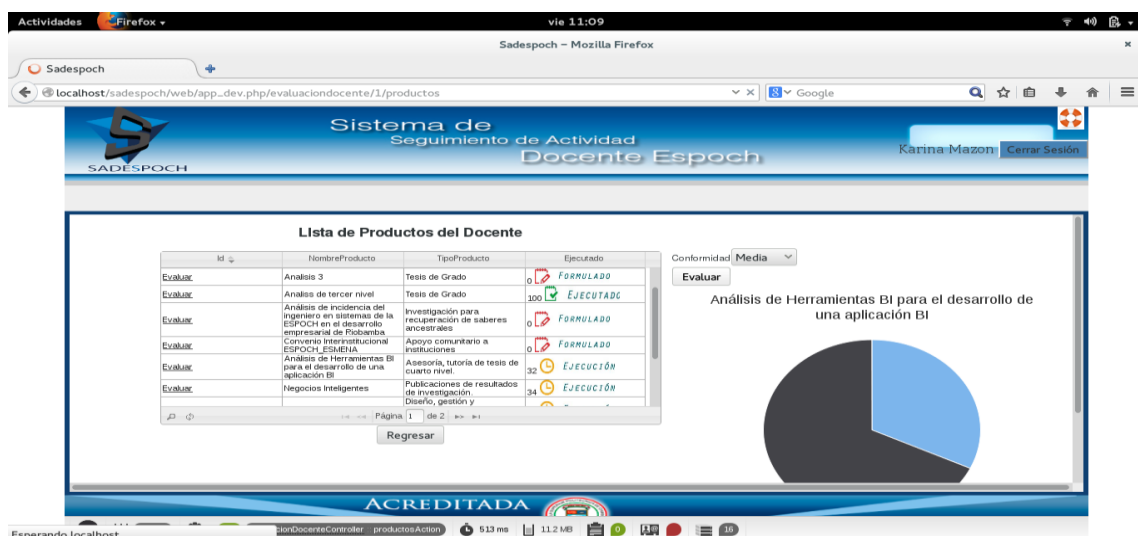 Actividades Firefox vie 11:09
Sadespoch – Mozilla Firefox
Sadespoch
localhost/sadespoch/web/app_dev.php/evaluaciondocente/1/productos Google
Sistema de
Seguimiento de Actividad
Docente Espoch
SADESPOCH
Karina Mazon Cerrar Sesión
LIsta de Productos del Docente
Id NombreProducto TipoProducto Ejecutado
Evaluar Analisis 3 Tesis de Grado 0 FORMULADO
Evaluar Analiss de tercer nivel Tesis de Grado 100 EJECUTADO
Evaluar Análisis de incidencia del ingeniero en sistemas de la ESPOCH en el desarrollo empresarial de Riobamba Investigación para recuperación de saberes ancestrales 0 FORMULADO
Evaluar Convenio Interinstitucional ESPOCH_ESMENA Apoyo comunitario a instituciones 0 FORMULADO
Evaluar Análisis de Herramientas BI para el desarrollo de una aplicación BI Asesoría, tutoría de tesis de cuarto nivel. 32 EJECUCIÓN
Evaluar Negocios Inteligentes Publicaciones de resultados de investigación. 34 EJECUCIÓN
Diseño, gestión y
Página 1 de 2
Regresar
Conformidad Media
Evaluar
Análisis de Herramientas BI para el desarrollo de
una aplicación BI
ACREDITADA
cionDocenteController :: productosAction 513 ms 11.2 MB 0 16
Esperando localhost